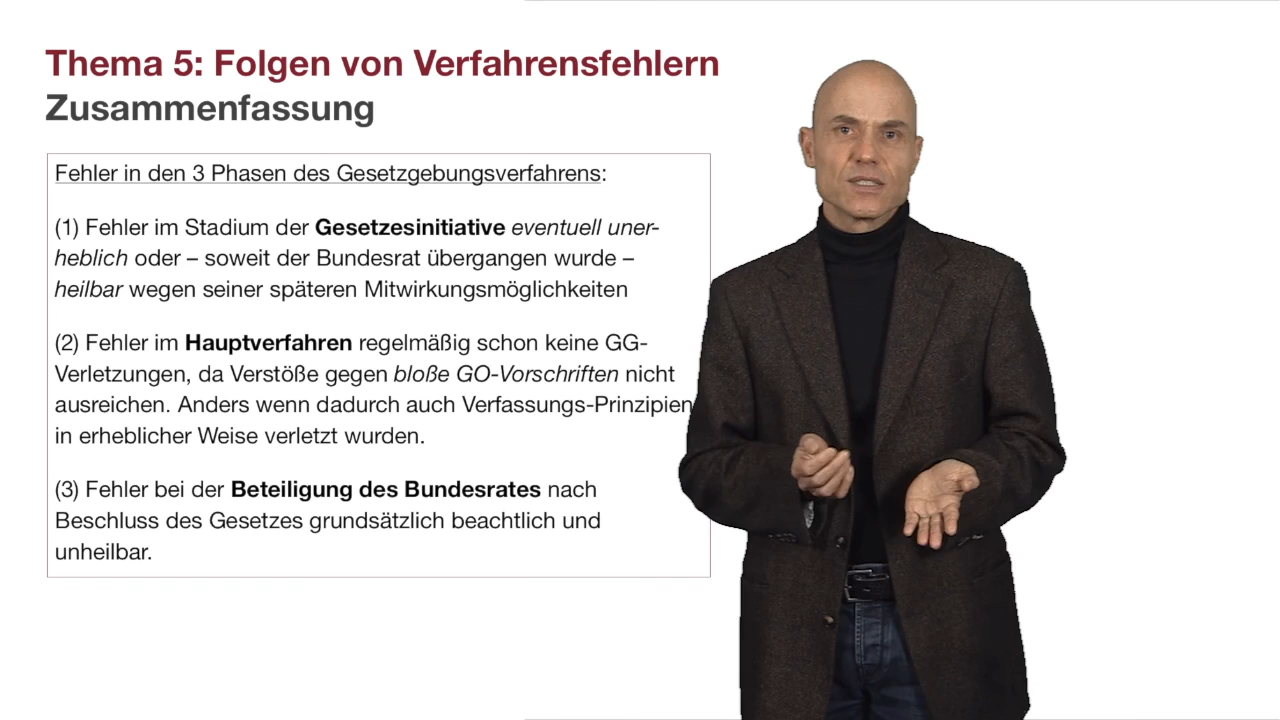 Thema 5: Folgen von Verfahrensfehlern
Zusammenfassung
Fehler in den 3 Phasen des Gesetzgebungsverfahrens:
(1) Fehler im Stadium der Gesetzesinitiative eventuell uner-
heblich oder – soweit der Bundesrat übergangen wurde –
heilbar wegen seiner späteren Mitwirkungsmöglichkeiten
(2) Fehler im Hauptverfahren regelmäßig schon keine GG-
Verletzungen, da Verstöße gegen bloße GO-Vorschriften nicht
ausreichen. Anders wenn dadurch auch Verfassungs-Prinzipien
in erheblicher Weise verletzt wurden.
(3) Fehler bei der Beteiligung des Bundesrates nach
Beschluss des Gesetzes grundsätzlich beachtlich und
unheilbar.